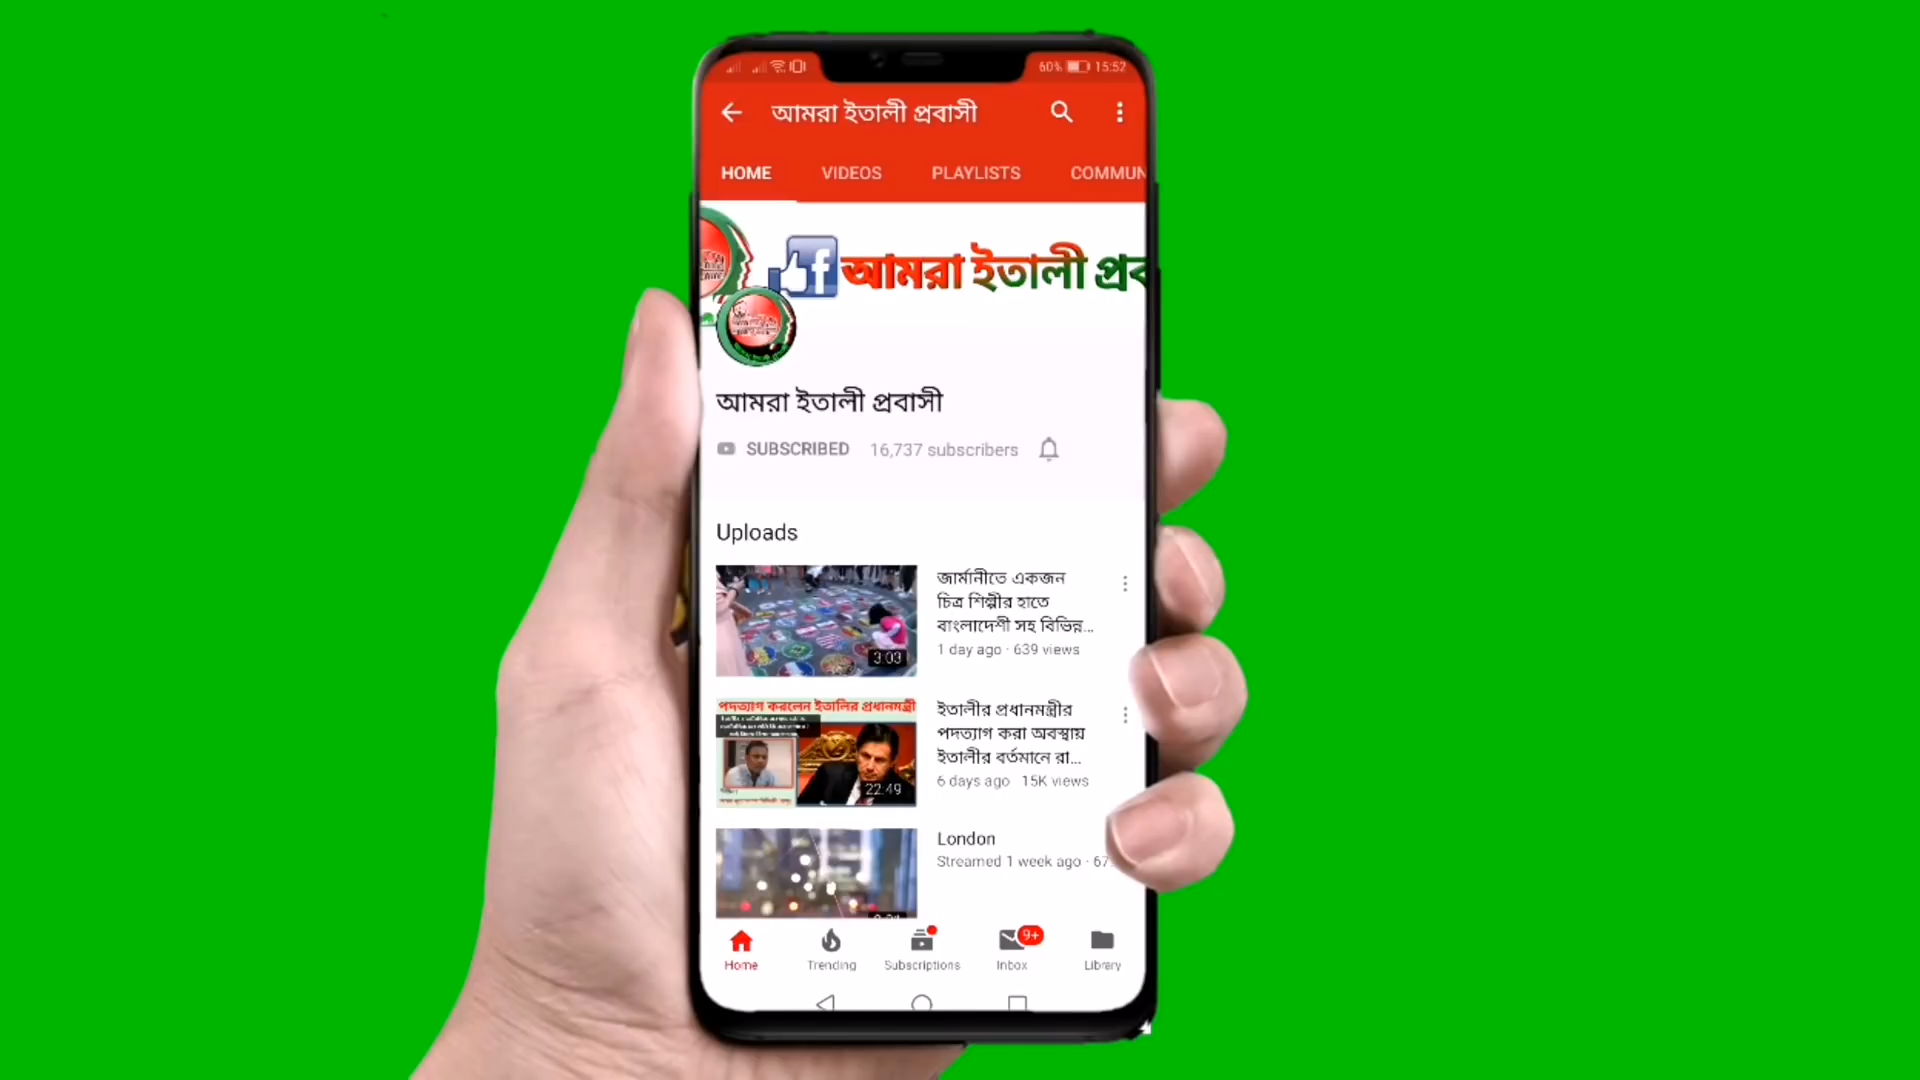 60% 15:52
আমরা ইতালী প্রবাসী
HOME VIDEOS PLAYLISTS COMMUN
f আমরা ইতালী প্রব
আমরা ইতালী প্রবাসী
SUBSCRIBED 16,737 subscribers
Uploads
জার্মানীতে একজন
চিত্র শিল্পীর হাতে
বাংলাদেশী সহ বিভিন্ন...
1 day ago · 639 views
3:03
পদত্যাগ করলেন ইতালির প্রধানমন্ত্রী
22:49
ইতালীর প্রধানমন্ত্রীর
পদত্যাগ করা অবস্থায়
ইতালীর বর্তমানে রা...
6 days ago 15K views
London
Streamed 1 week ago · 67
Home Trending Subscriptions Inbox 9+ Library